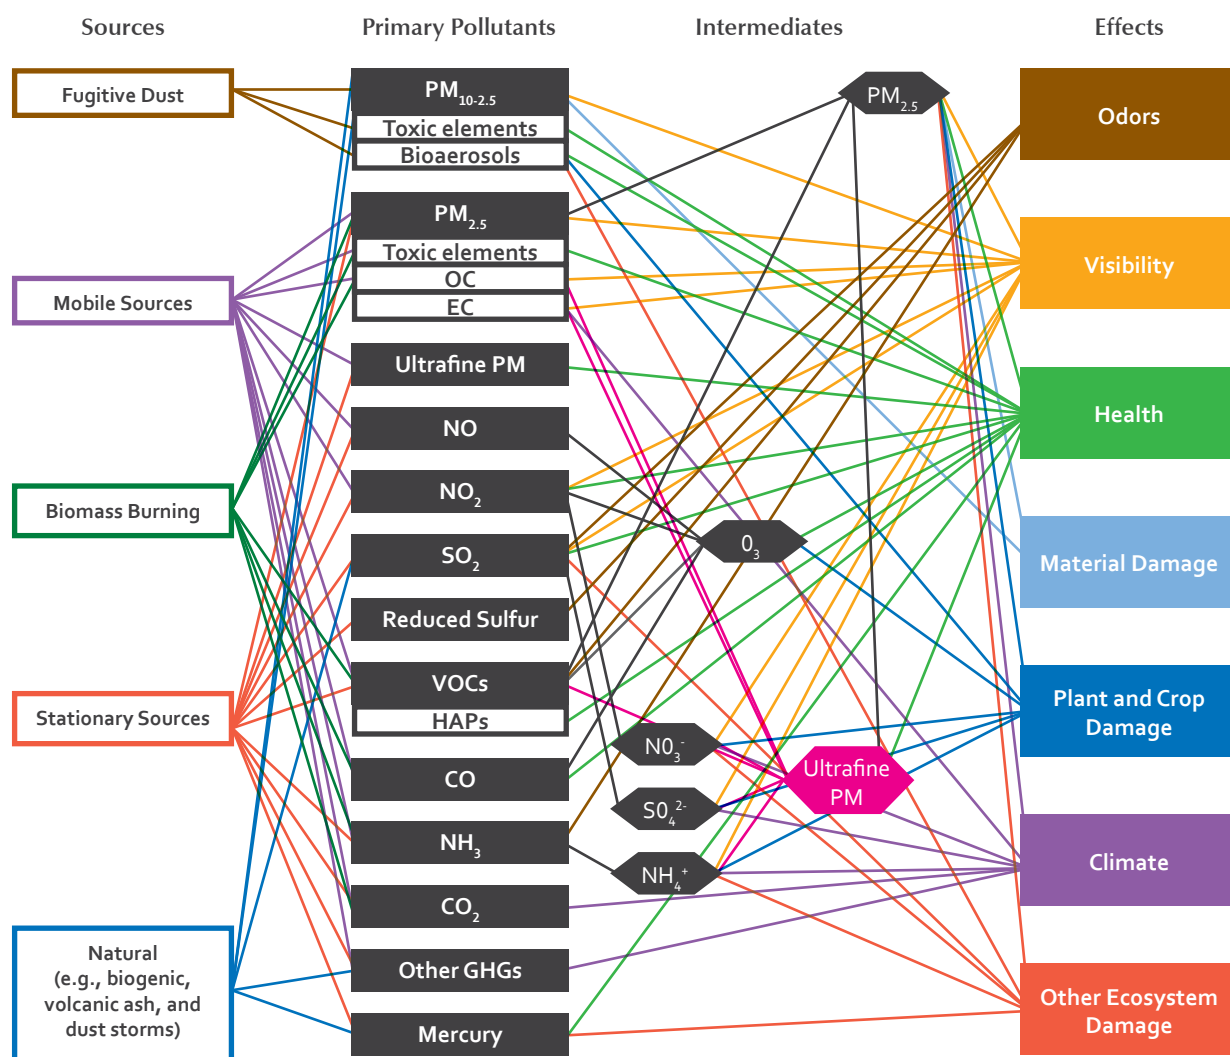 Sources
Primary Pollutants
Intermediates
Effects
Fugitive Dust
Mobile Sources
Biomass Burning
Stationary Sources
Natural
(e.g., biogenic,
volcanic ash, and
dust storms)
PM10-2.5
Toxic elements
Bioaerosols
PM2.5
Toxic elements
OC
EC
Ultrafine PM
NO
NO2
SO2
Reduced Sulfur
VOCs
HAPs
CO
NH3
CO2
Other GHGs
Mercury
PM2.5
03
N03-
S04 2-
NH4+
Ultrafine
PM
Odors
Visibility
Health
Material Damage
Plant and Crop
Damage
Climate
Other Ecosystem
Damage